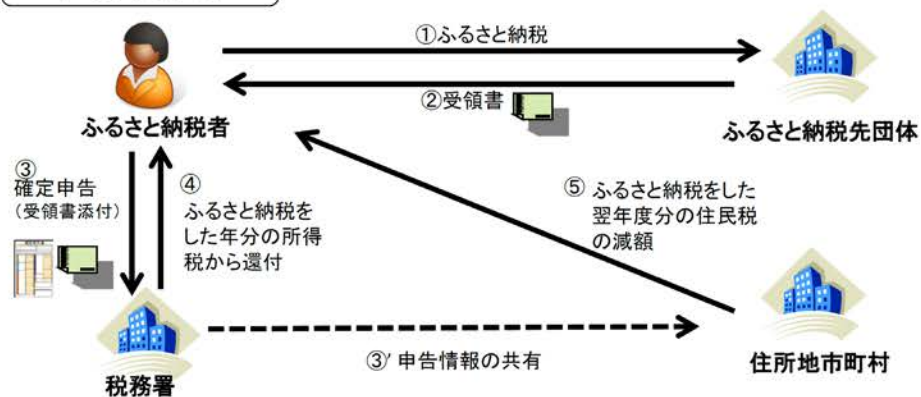 ①ふるさと納税
②受領書
ふるさと納税者
ふるさと納税先団体
③
確定申告
（受領書添付）
④
ふるさと納税を
した年分の所得
税から還付
⑤ ふるさと納税をした
翌年度分の住民税
の減額
③’申告情報の共有
税務署
住所地市町村